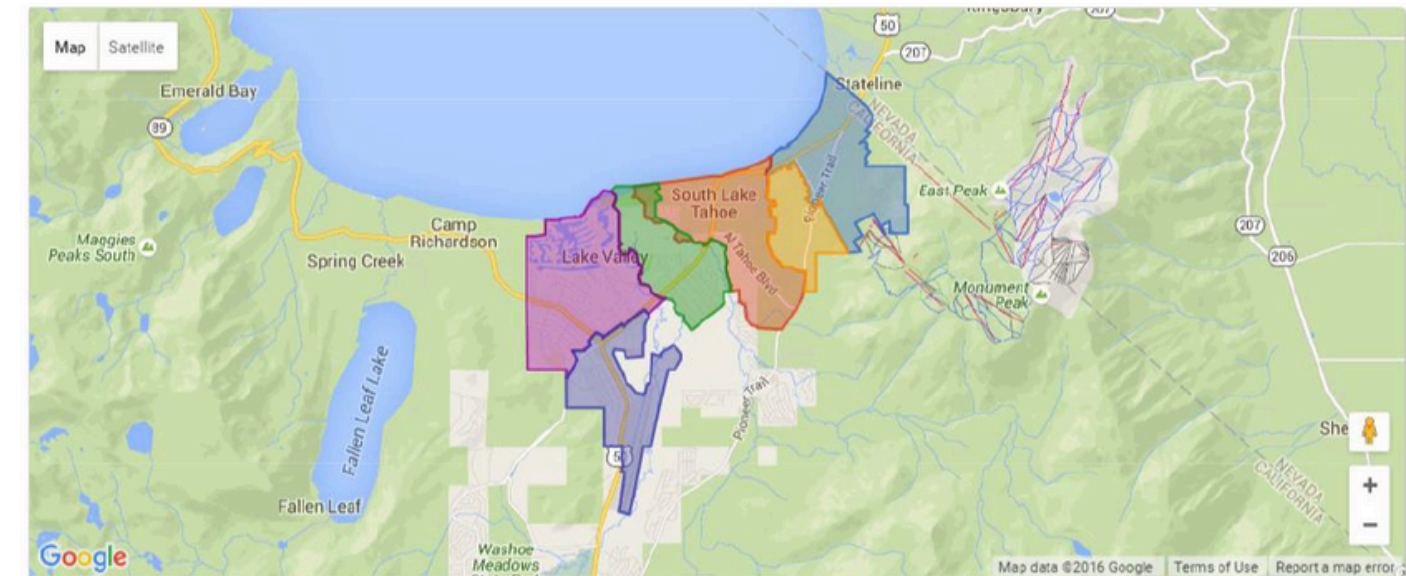 Kingsbury
207
50
207
Map Satellite
Stateline
Emerald Bay
NEVADA
CALIFORNIA
89
Pioneer Trail
East Peak
South Lake
Tahoe
Camp
Richardson
207
Maggies
Peaks South
Spring Creek
Lake Valley
Al Tahoe Blvd
206
Monument
Peak
Fallen Leaf Lake
Pioneer Trail
She
5
NEVADA
CALIFORNIA
+
Fallen Leaf
−
Washoe
Meadows
Google
Map data ©2016 Google Terms of Use Report a map error